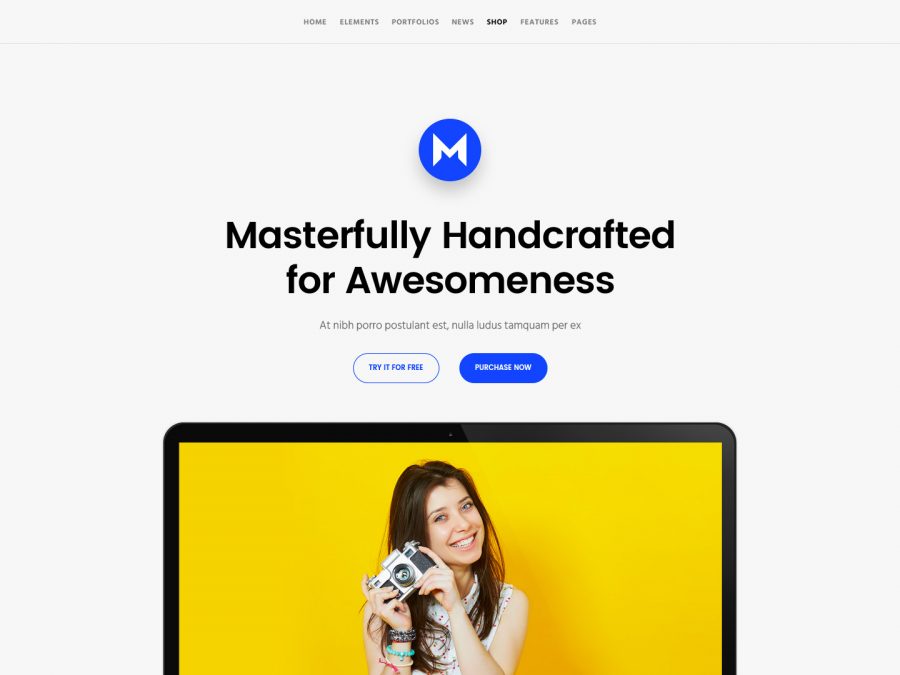 HOME ELEMENTS PORTFOLIOS NEWS SHOP FEATURES PAGES
M
Masterfully Handcrafted
for Awesomeness
At nibh porro postulant est, nulla ludus tamquam per ex
TRY IT FOR FREE PURCHASE NOW